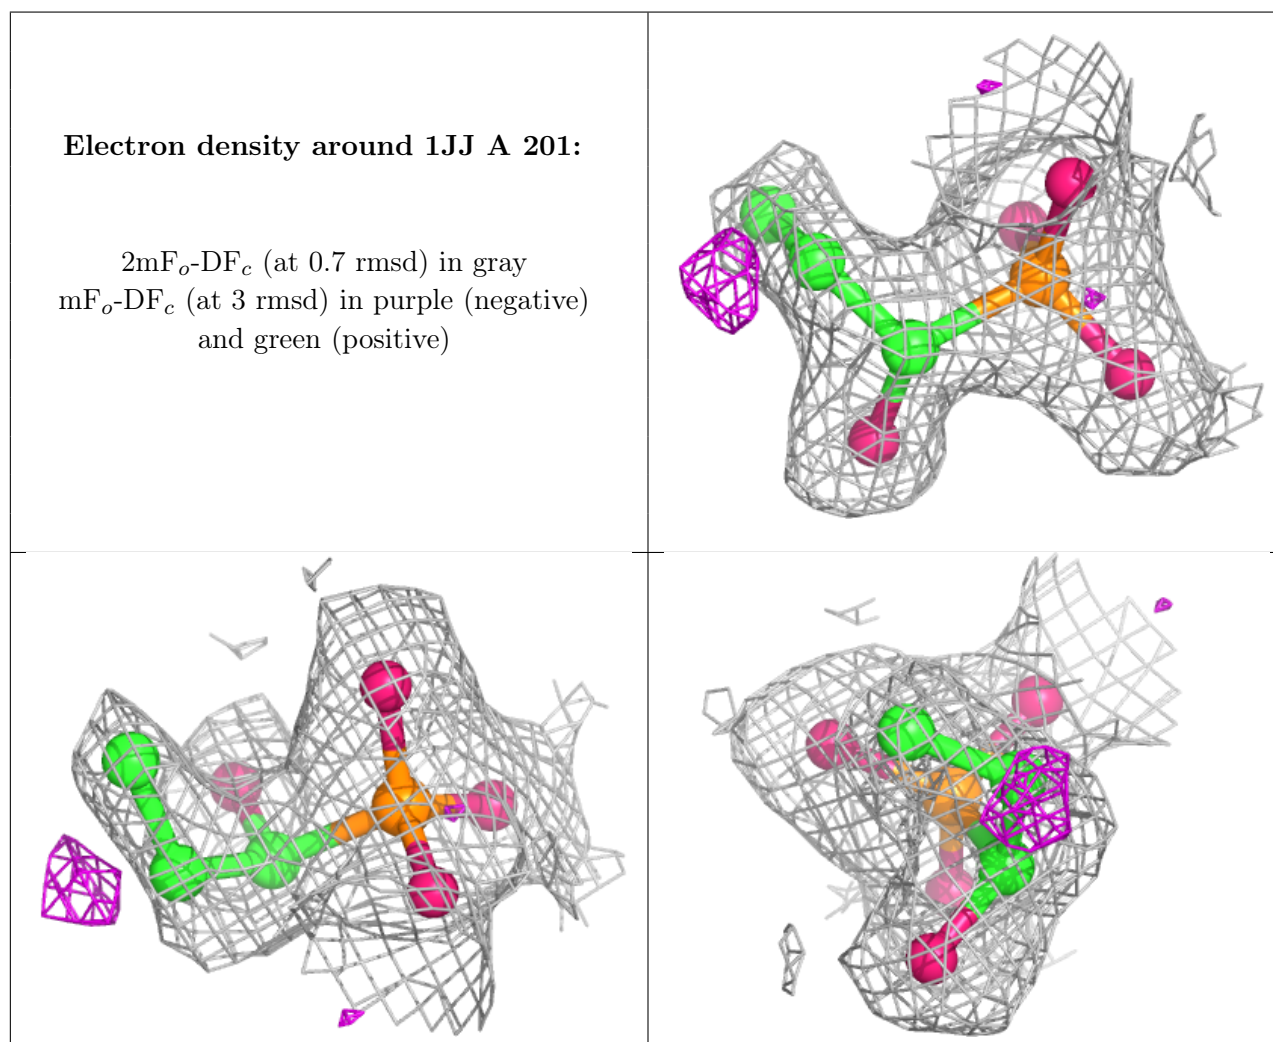 Electron density around 1JJ A 201:
2mFo-DFc (at 0.7 rmsd) in gray
mFo-DFc (at 3 rmsd) in purple (negative)
and green (positive)